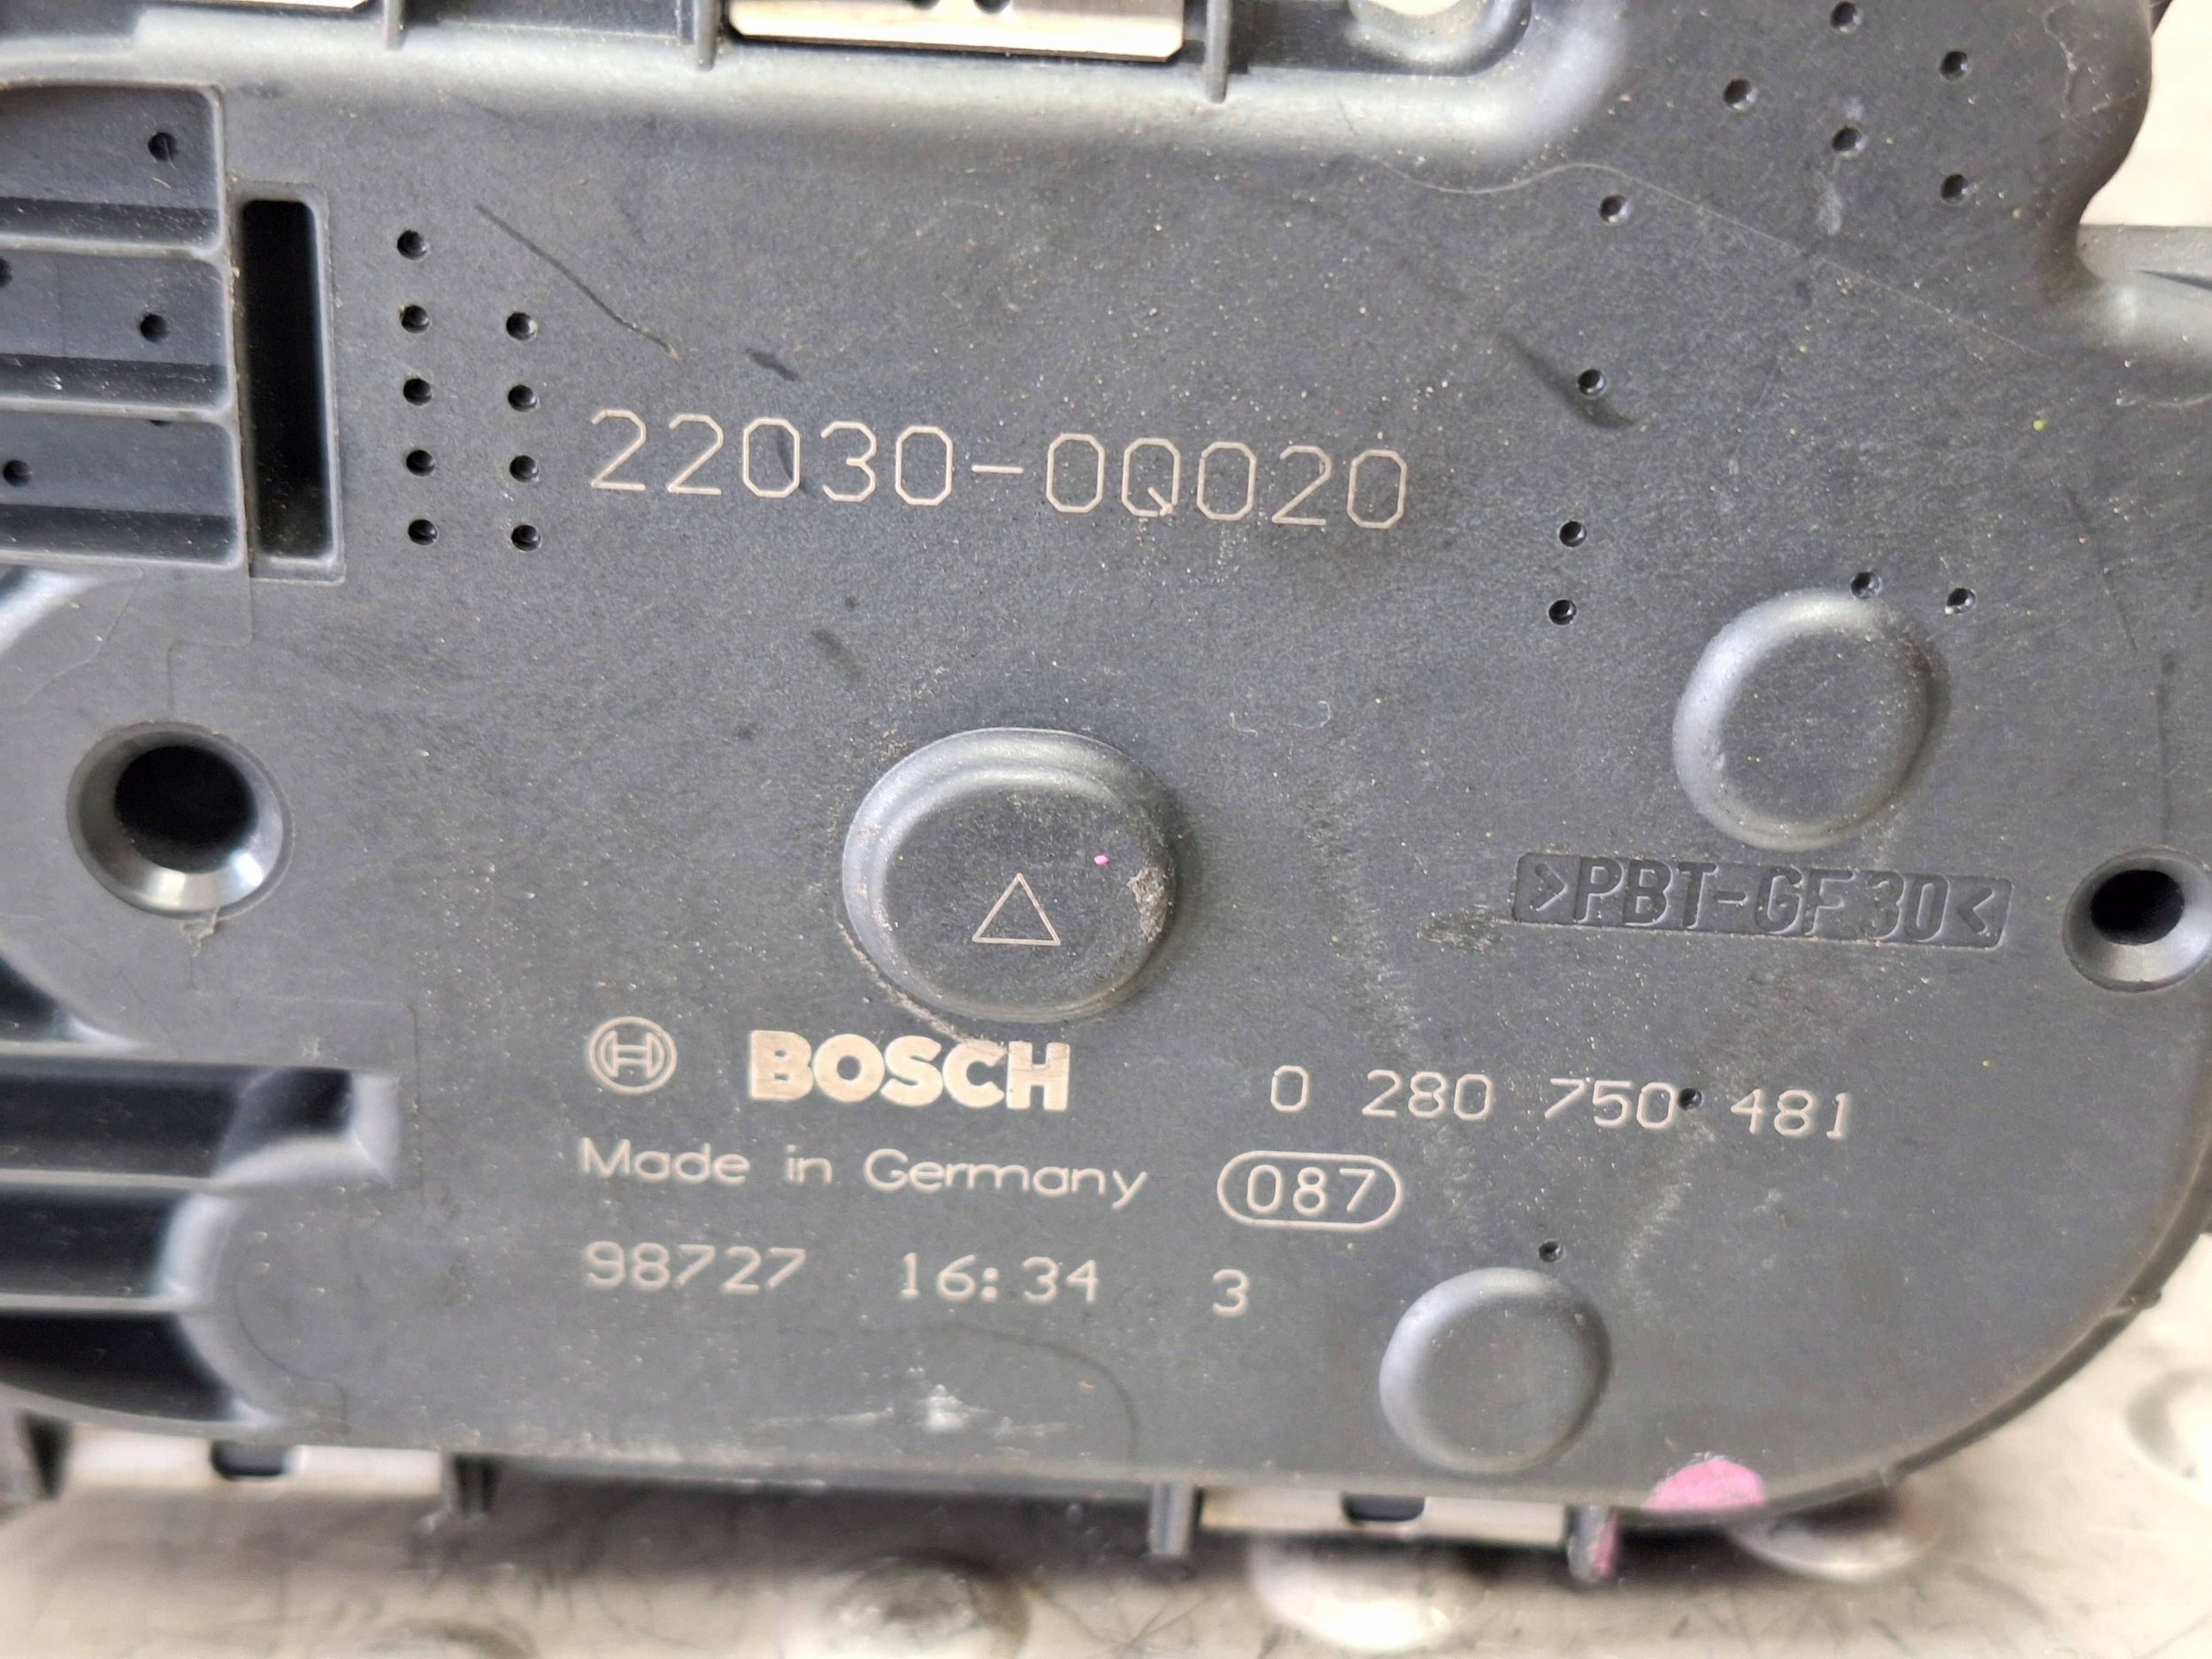 22030-0Q020
>PBT-GF30<
BOSCH 0 280 750 481
Made in Germany 087
98727 16:34 3